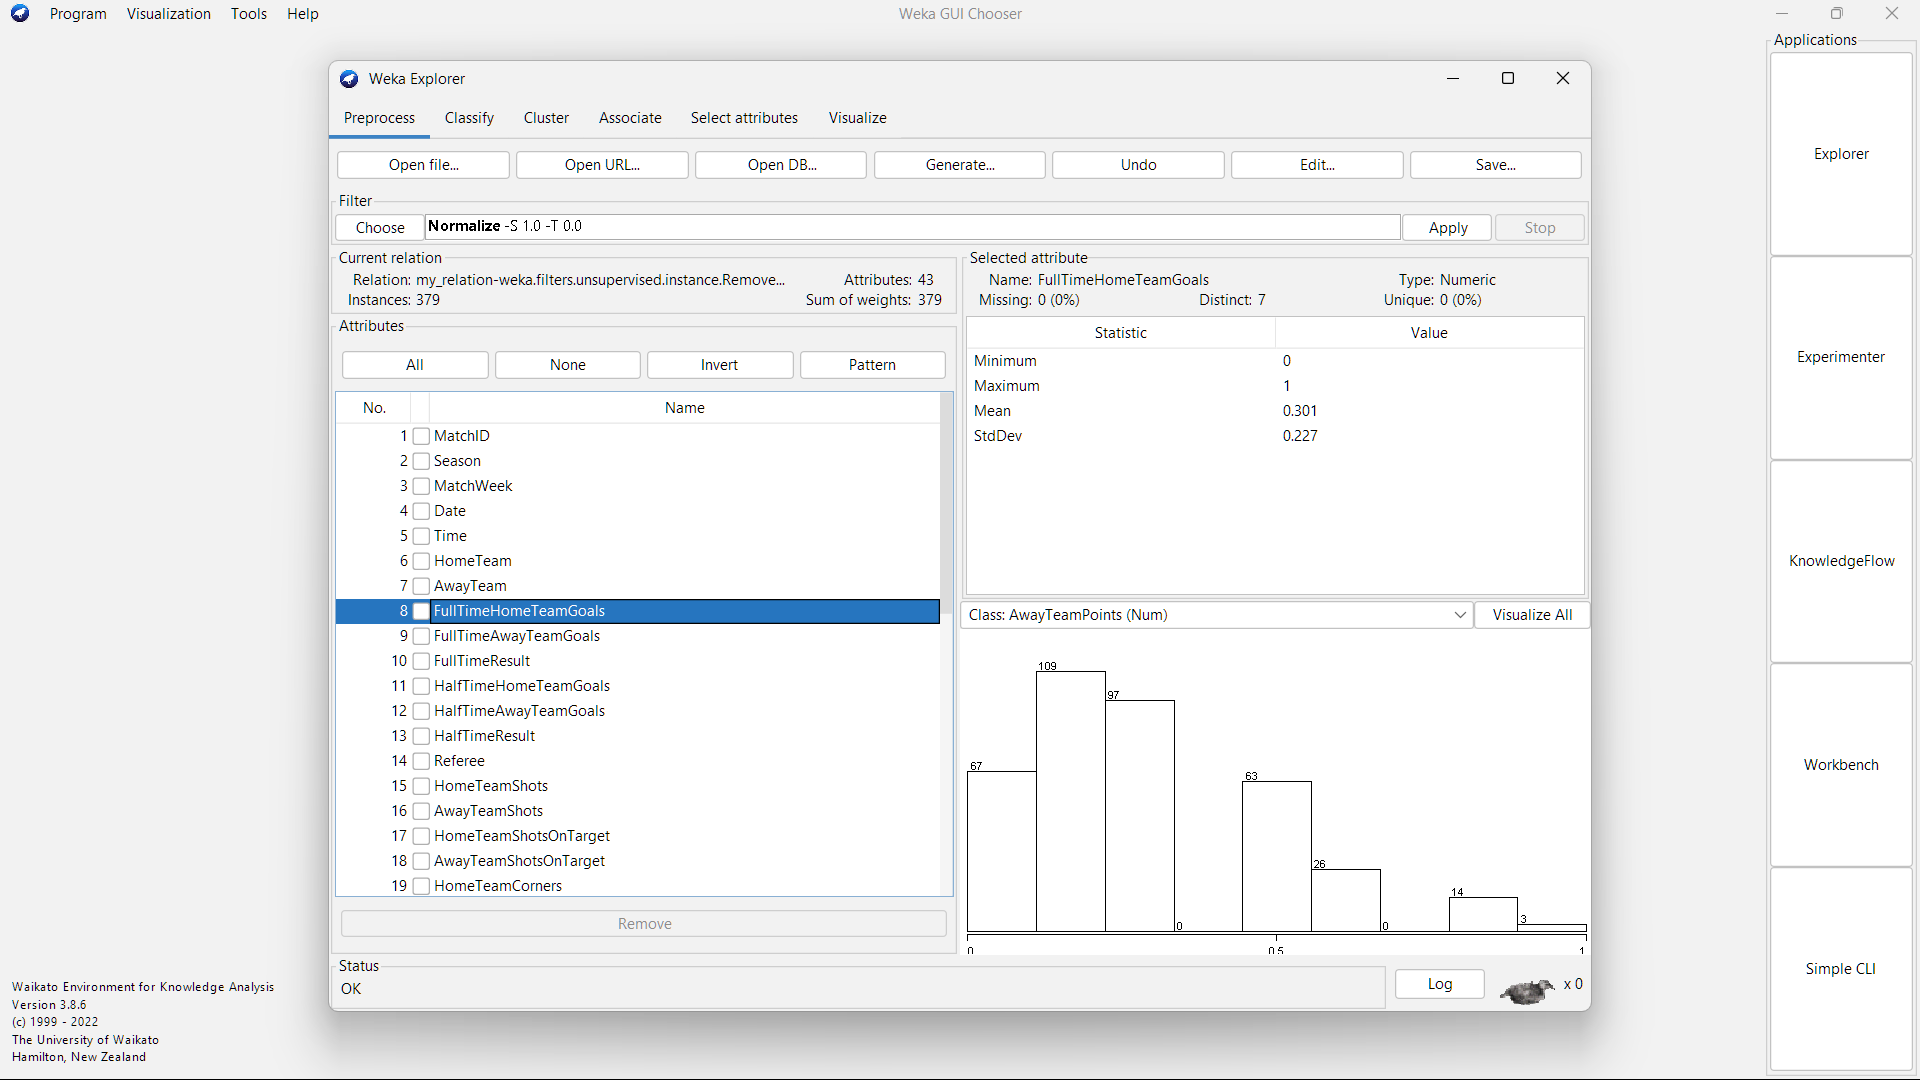 Program Visualization Tools Help
Weka GUI Chooser
Applications
Explorer
Experimenter
KnowledgeFlow
Workbench
Simple CLI
Weka Explorer
Preprocess Classify Cluster Associate Select attributes Visualize
Open file... Open URL... Open DB... Generate... Undo Edit... Save...
Filter
Choose Normalize -S 1.0 -T 0.0 Apply Stop
Current relation
Relation: my_relation-weka.filters.unsupervised.instance.Remove... Attributes: 43
Instances: 379 Sum of weights: 379
Attributes
All None Invert Pattern
No. Name
1 MatchID
2 Season
3 MatchWeek
4 Date
5 Time
6 HomeTeam
7 AwayTeam
8 FullTimeHomeTeamGoals
9 FullTimeAwayTeamGoals
10 FullTimeResult
11 HalfTimeHomeTeamGoals
12 HalfTimeAwayTeamGoals
13 HalfTimeResult
14 Referee
15 HomeTeamShots
16 AwayTeamShots
17 HomeTeamShotsOnTarget
18 AwayTeamShotsOnTarget
19 HomeTeamCorners
Remove
Selected attribute
Name: FullTimeHomeTeamGoals Type: Numeric
Missing: 0 (0%) Distinct: 7 Unique: 0 (0%)
Statistic Value
Minimum 0
Maximum 1
Mean 0.301
StdDev 0.227
Class: AwayTeamPoints (Num) Visualize All
109
97
67
63
26
14
3
0
0
0 0.5 1
Status
OK
Log x 0
Waikato Environment for Knowledge Analysis
Version 3.8.6
(c) 1999 - 2022
The University of Waikato
Hamilton, New Zealand